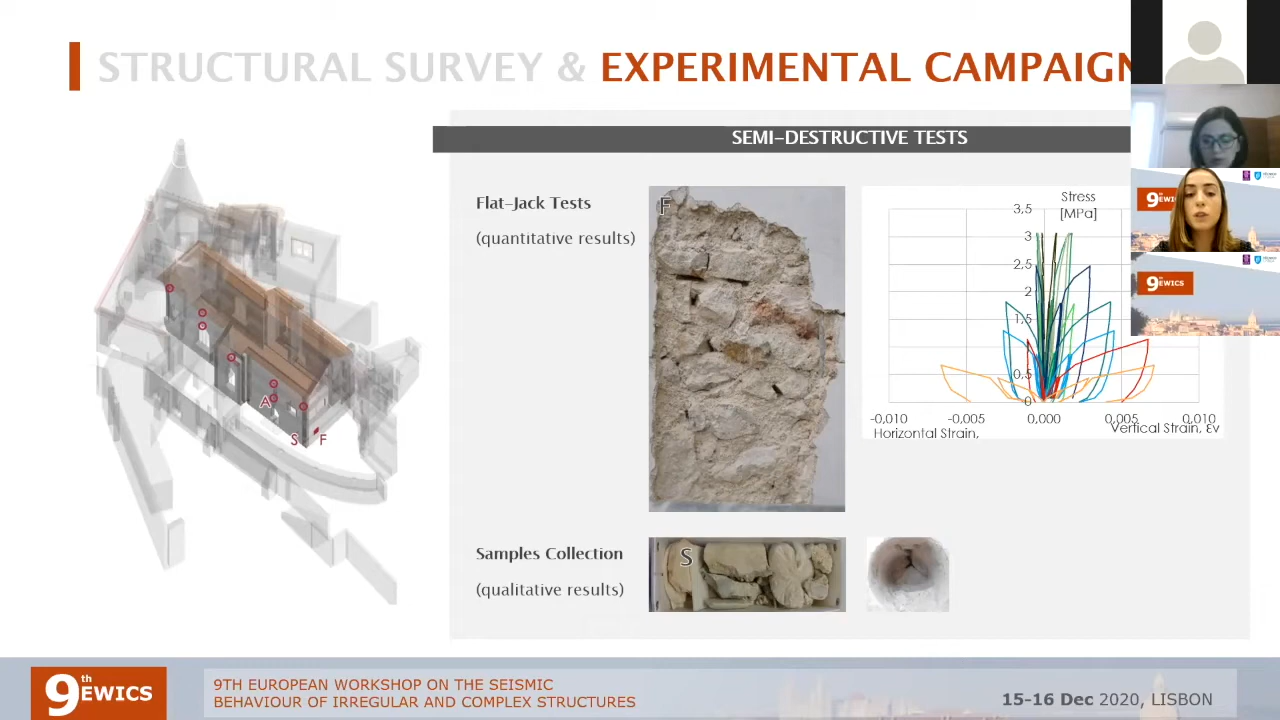 STRUCTURAL SURVEY & EXPERIMENTAL CAMPAIGN
SEMI-DESTRUCTIVE TESTS
Flat-Jack Tests
(quantitative results)
F
Stress
[MPa]
3,5
3
2,5
2
1,5
0,5
0
-0,010
-0,005
0,000
0,005
0,010
Horizontal Strain,
Vertical Strain, εv
A
S
F
Samples Collection
(qualitative results)
S
9th EWICS
9TH EUROPEAN WORKSHOP ON THE SEISMIC
BEHAVIOUR OF IRREGULAR AND COMPLEX STRUCTURES
15-16 Dec 2020, LISBON
9th EWICS